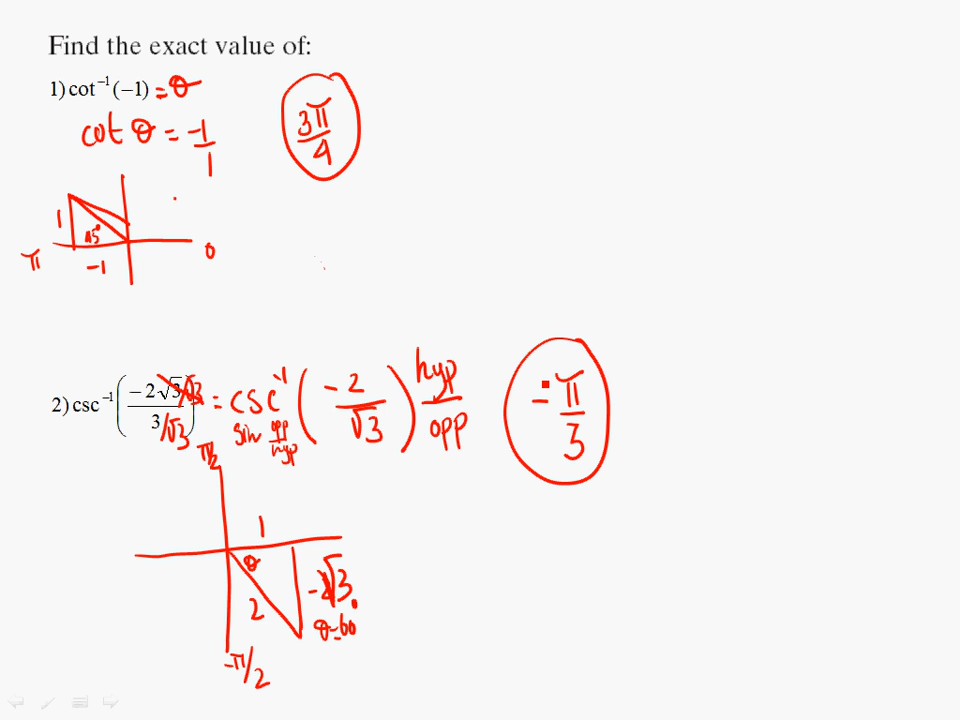 Find the exact value of:
1) cot⁻¹(−1) = θ
cot θ = -1/1
3π/4
1
45°
π
-1
0
2) csc⁻¹(−2√3 √3 / 3/√3) = csc⁻¹(-2/√3) hyp/opp
sin opp/hyp
-π/3
π/2
1
θ
2
-√3
θ=60
-π/2